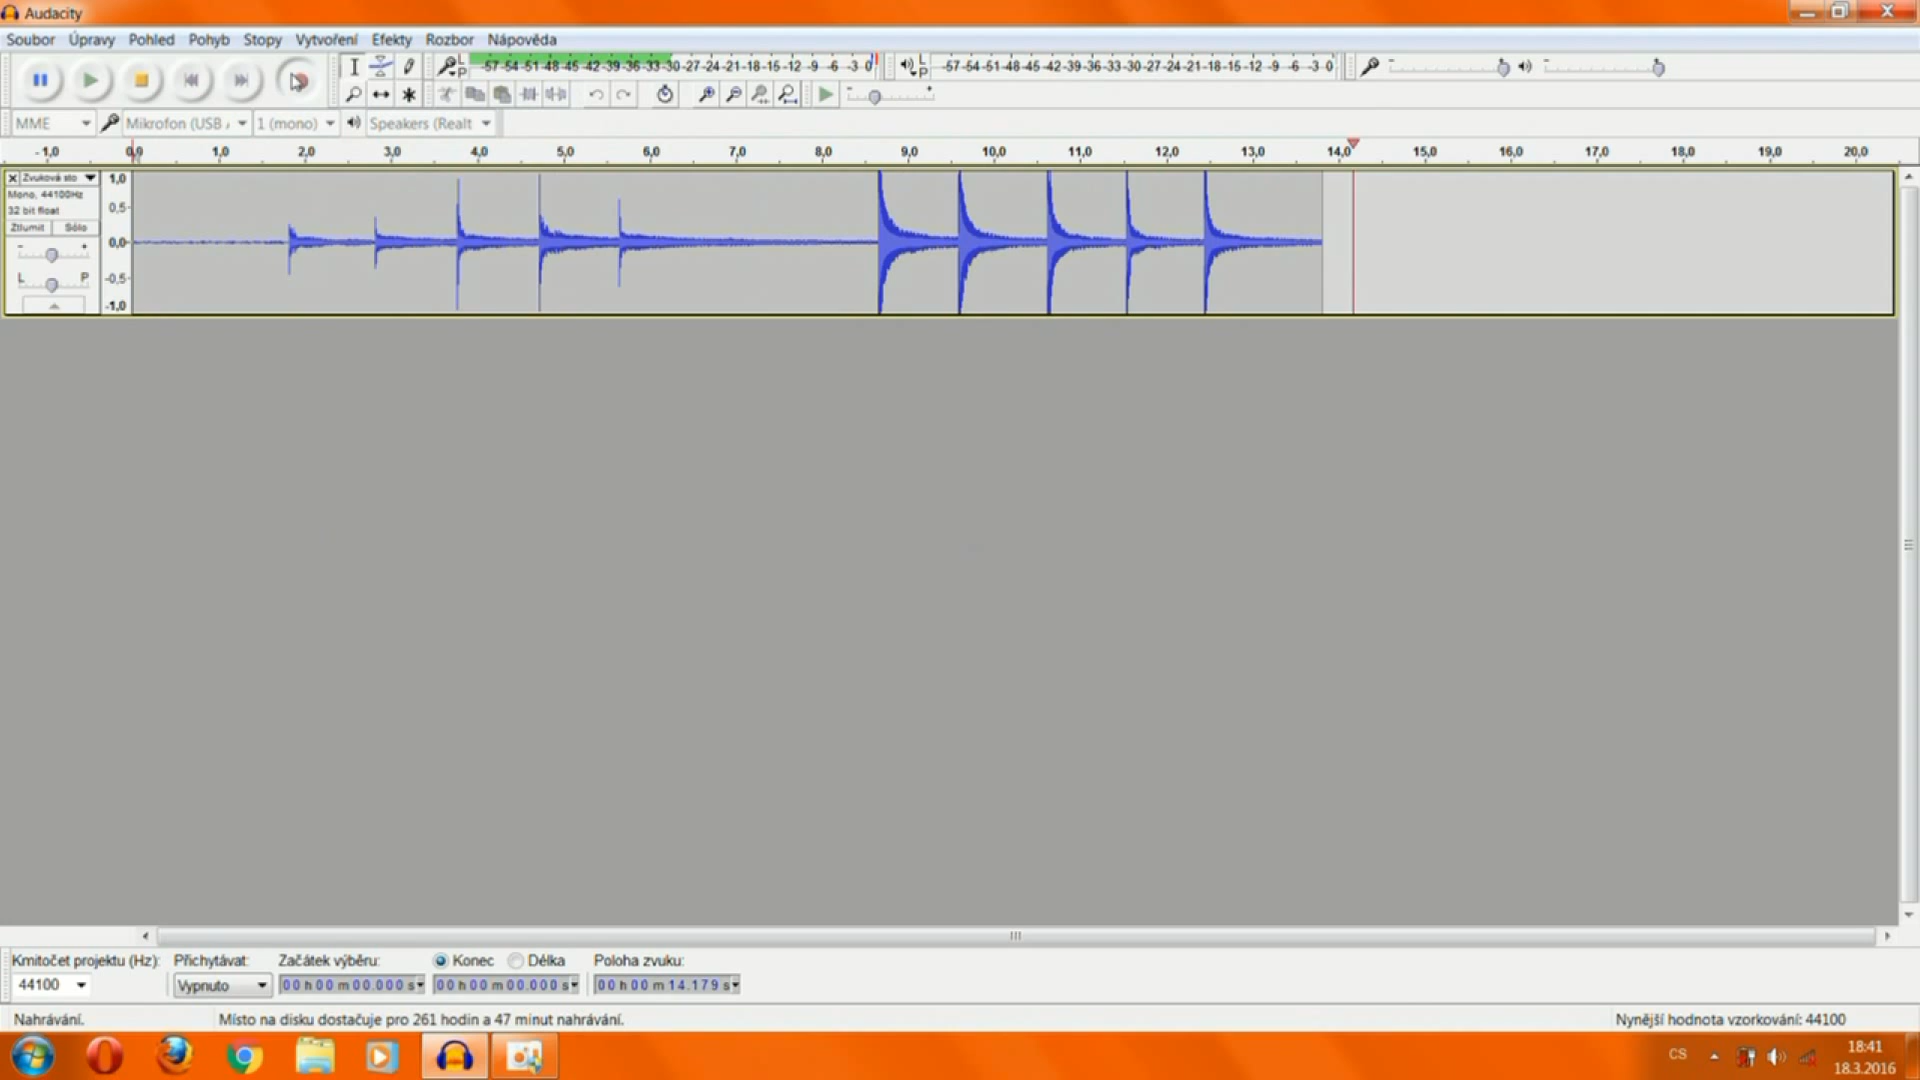 Audacity
Soubor Úpravy Pohled Pohyb Stopy Vytvoření Efekty Rozbor Nápověda
L P -57 -54 -51 -48 -45 -42 -39 -36 -33 -30 -27 -24 -21 -18 -15 -12 -9 -6 -3 0 L P -57 -54 -51 -48 -45 -42 -39 -36 -33 -30 -27 -24 -21 -18 -15 -12 -9 -6 -3 0
MME Mikrofon (USB 1 (mono) Speakers (Realt
-1,0 0,0 1,0 2,0 3,0 4,0 5,0 6,0 7,0 8,0 9,0 10,0 11,0 12,0 13,0 14,0 15,0 16,0 17,0 18,0 19,0 20,0
Zvuková sto 1,0
Mono, 44100Hz
32 bit float 0,5
Ztlumit Sólo
- + 0,0
L P -0,5
-1,0
Kmitočet projektu (Hz): Přichytávat: Začátek výběru: Konec Délka Poloha zvuku:
44100 Vypnuto 00 h 00 m 00.000 s 00 h 00 m 00.000 s 00 h 00 m 14.179 s
Nahrávání. Místo na disku dostačuje pro 261 hodin a 47 minut nahrávání. Nynější hodnota vzorkování: 44100
CS 18:41
18.3.2016